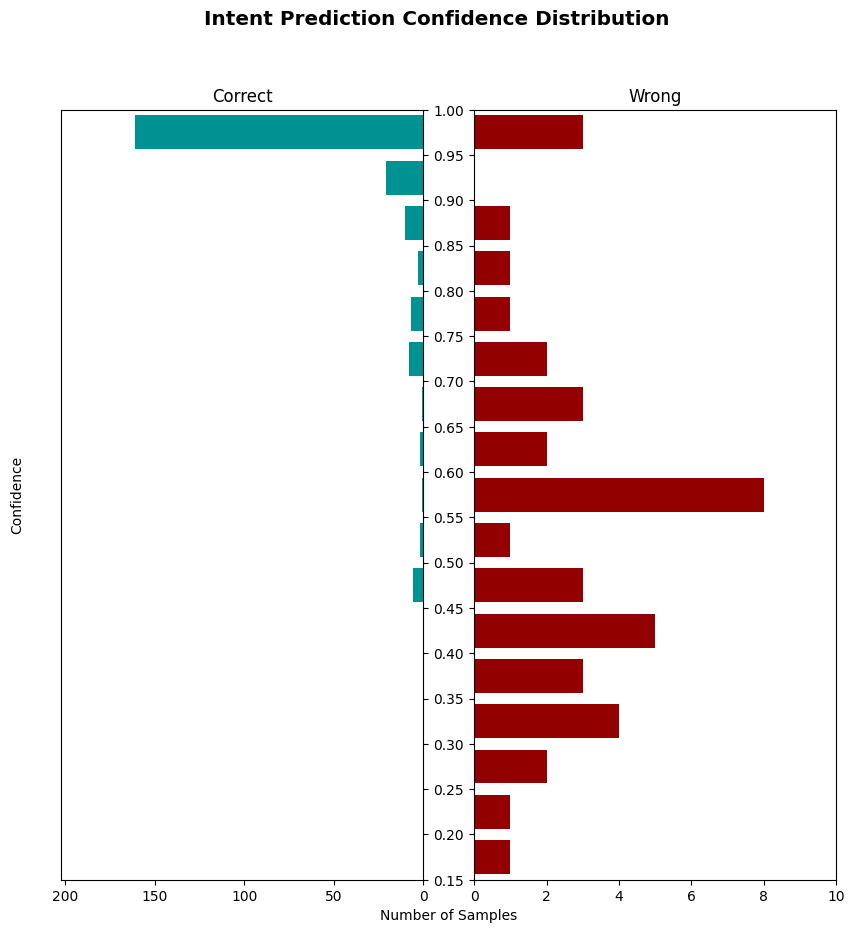 Intent Prediction Confidence Distribution
Correct
Wrong
Confidence
1.00
0.95
0.90
0.85
0.80
0.75
0.70
0.65
0.60
0.55
0.50
0.45
0.40
0.35
0.30
0.25
0.20
0.15
200 150 100 50 0
0 2 4 6 8 10
Number of Samples